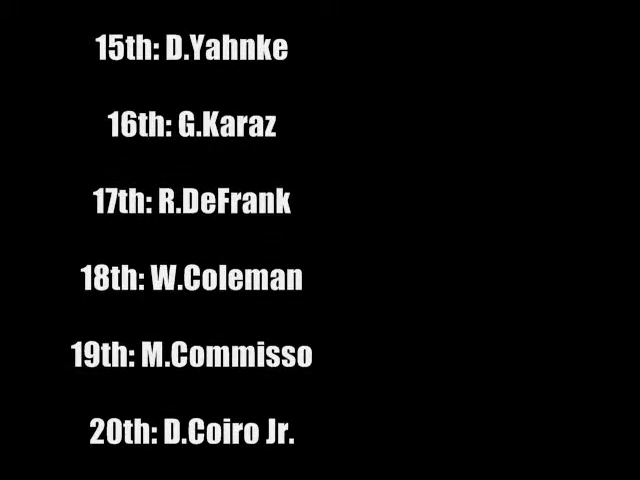 15th: D.Yahnke
16th: G.Karaz
17th: R.DeFrank
18th: W.Coleman
19th: M.Commisso
20th: D.Coiro Jr.